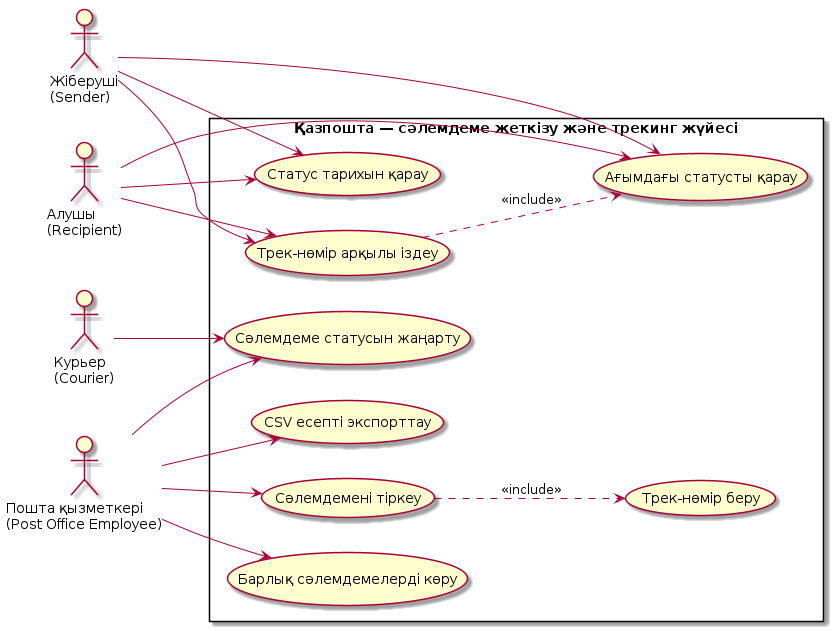 Жіберуші
(Sender)
Қазпошта — сәлемдеме жеткізу және трекинг жүйесі
Статус тарихын қарау
Ағымдағы статусты қарау
«include»
Алушы
(Recipient)
Трек-нөмір арқылы іздеу
Курьер
(Courier)
Сәлемдеме статусын жаңарту
CSV есепті экспорттау
Пошта қызметкері
(Post Office Employee)
Сәлемдемені тіркеу
«include»
Трек-нөмір беру
Барлық сәлемдемелерді көру